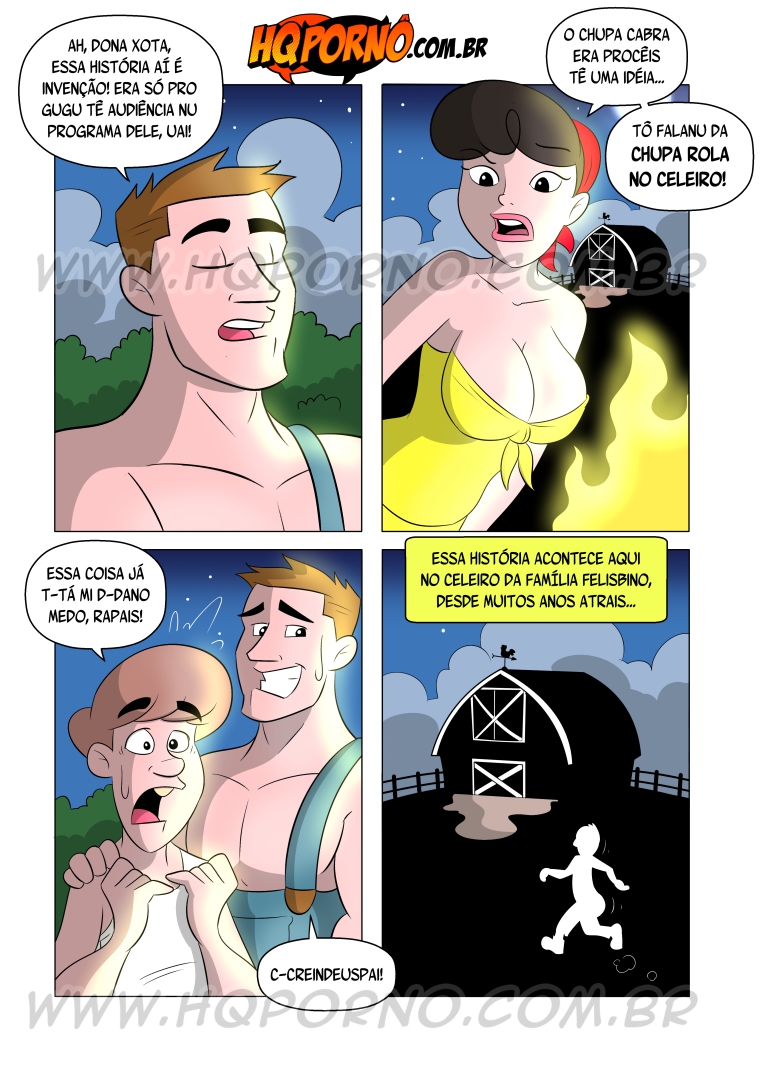 HQPORNÔ.COM.BR
AH, DONA XOTA,
ESSA HISTÓRIA AÍ É
INVENÇÃO! ERA SÓ PRO
GUGU TÊ AUDIÊNCIA NU
PROGRAMA DELE, UAI!
O CHUPA CABRA
ERA PROCÊIS
TÊ UMA IDÉIA...
TÔ FALANU DA
CHUPA ROLA
NO CELEIRO!
WWW.HQPORNO.COM.BR
ESSA COISA JÁ
T-TÁ MI D-DANO
MEDO, RAPAIS!
C-CREINDEUSPAI!
ESSA HISTÓRIA ACONTECE AQUI
NO CELEIRO DA FAMÍLIA FELISBINO,
DESDE MUITOS ANOS ATRAIS...
WWW.HQPORNO.COM.BR